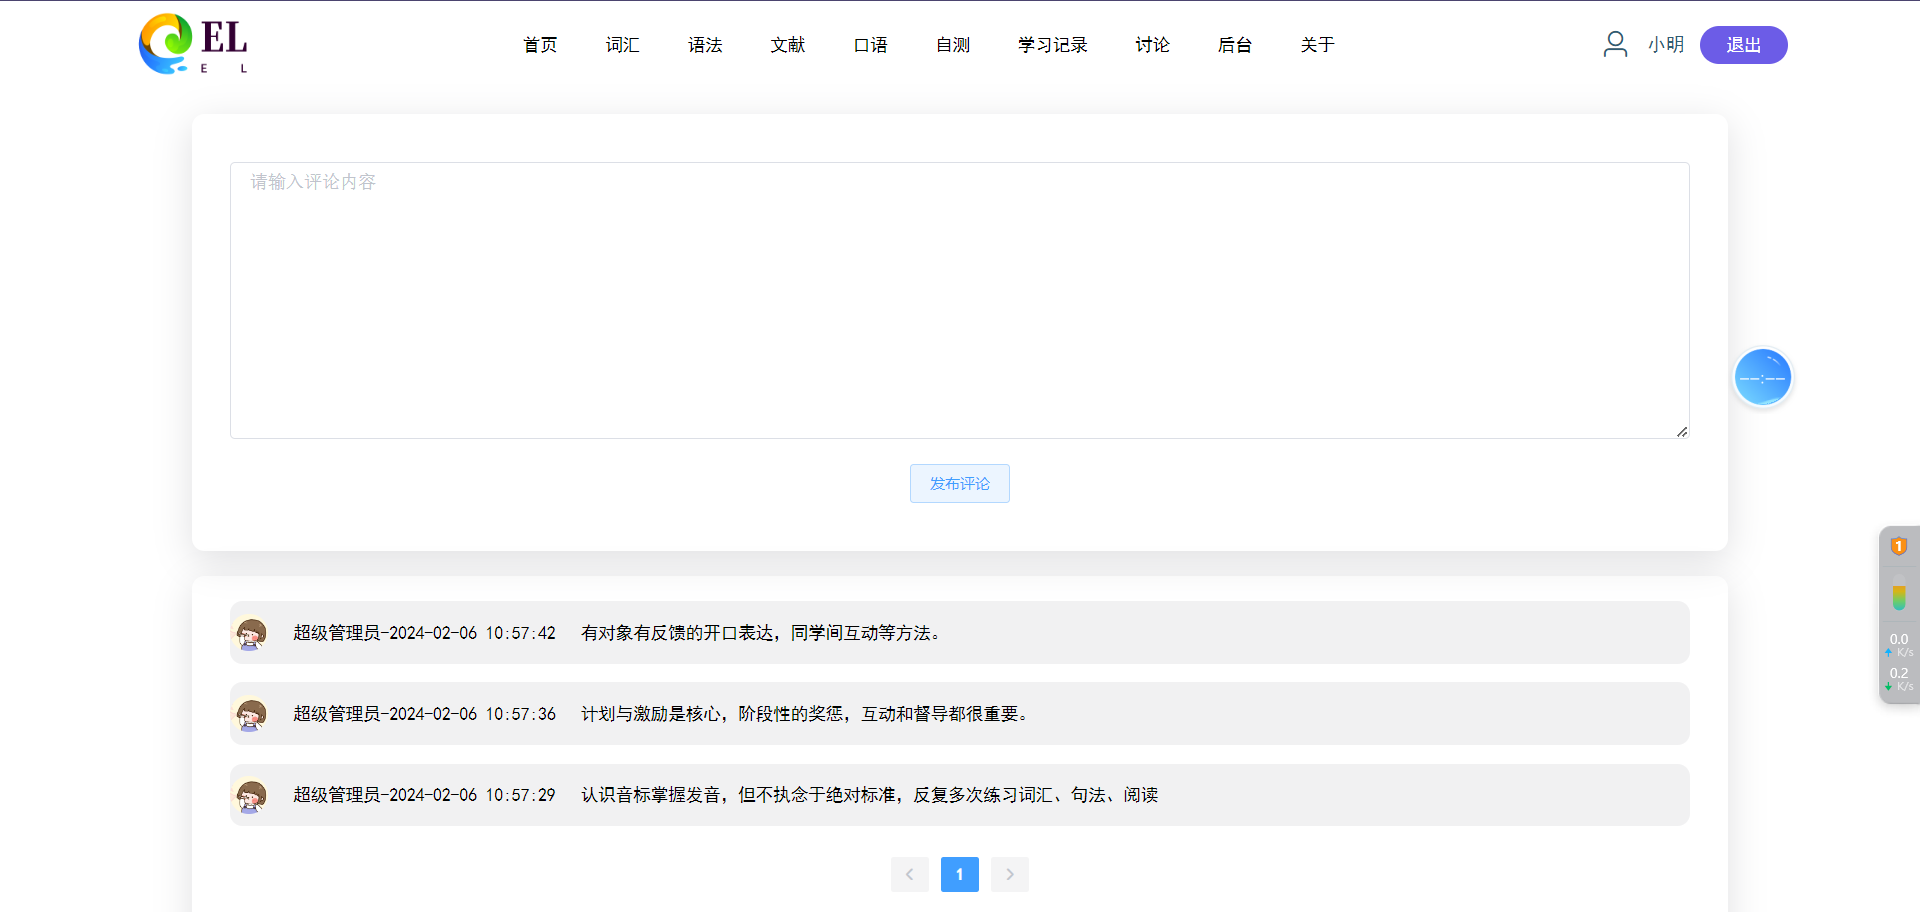 EL
E L
首页 词汇 语法 文献 口语 自测 学习记录 讨论 后台 关于
小明 退出
请输入评论内容
--:--
发布评论
1
0.0
K/s
0.2
K/s
超级管理员-2024-02-06 10:57:42 有对象有反馈的开口表达，同学间互动等方法。
超级管理员-2024-02-06 10:57:36 计划与激励是核心，阶段性的奖惩，互动和督导都很重要。
超级管理员-2024-02-06 10:57:29 认识音标掌握发音，但不执念于绝对标准，反复多次练习词汇、句法、阅读
1